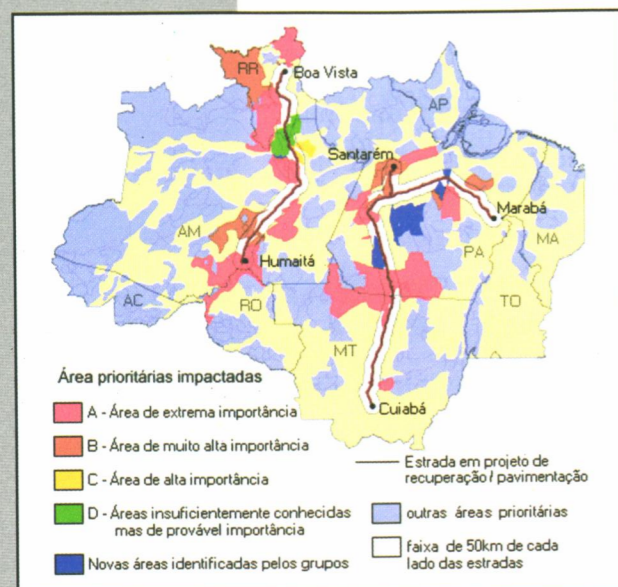 RR
Boa Vista
AP
Santarém
Marabá
AM
PA
MA
Humaitá
AC
RO
TO
MT
Cuiabá
Área prioritárias impactadas
A - Área de extrema importância
B - Área de muito alta importância
C - Área de alta importância
D - Áreas insuficientemente conhecidas
mas de provável importância
Novas áreas identificadas pelos grupos
Estrada em projeto de
recuperação / pavimentação
outras áreas prioritárias
faixa de 50km de cada
lado das estradas